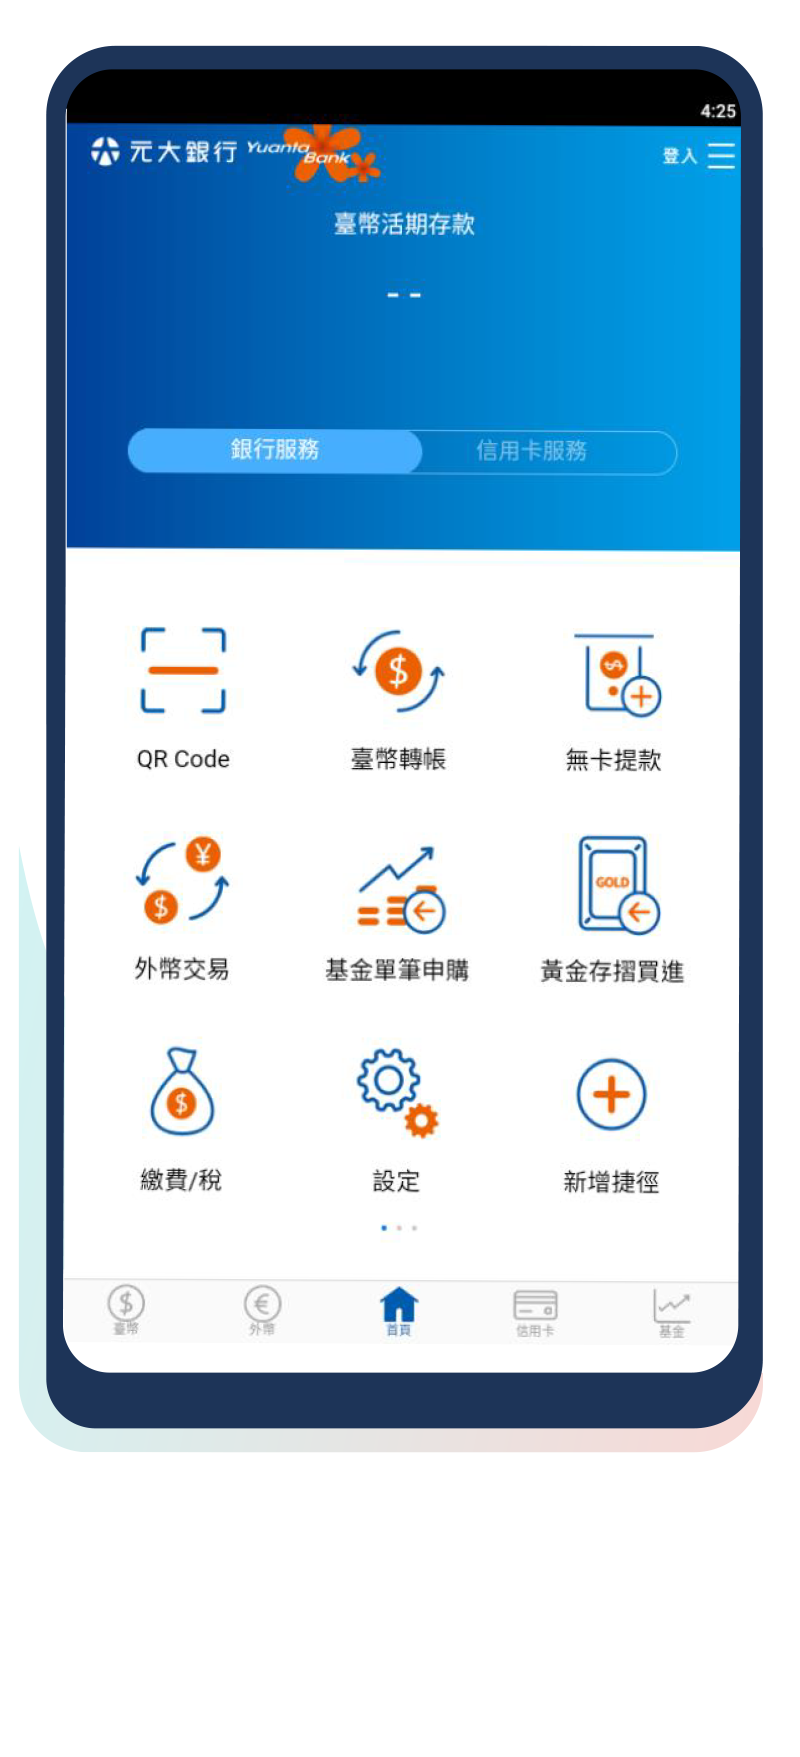 4:25
元大銀行 Yuanta Bank
登入
臺幣活期存款
--
銀行服務 信用卡服務
QR Code 臺幣轉帳 無卡提款
GOLD
外幣交易 基金單筆申購 黃金存摺買進
繳費/稅 設定 新增捷徑
臺幣 外幣 首頁 信用卡 基金